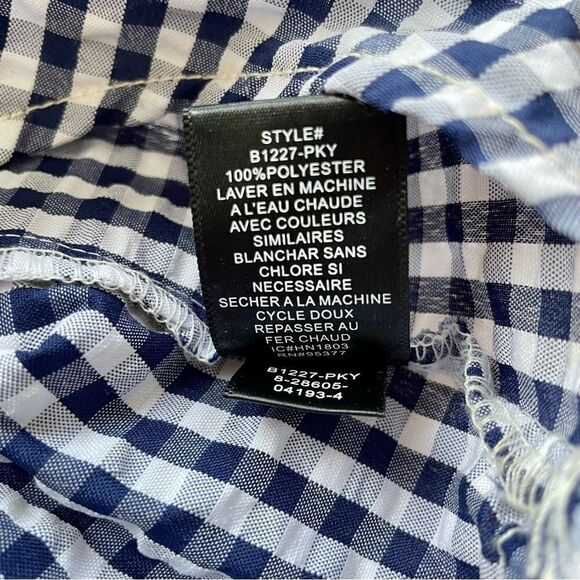 STYLE#
B1227-PKY
100%POLYESTER
LAVER EN MACHINE
A L'EAU CHAUDE
AVEC COULEURS
SIMILAIRES
BLANCHAR SANS
CHLORE SI
NECESSAIRE
SECHER A LA MACHINE
CYCLE DOUX
REPASSER AU
FER CHAUD
IC#HN1803
RN#95377
B1227-PKY
8-28605-
04193-4